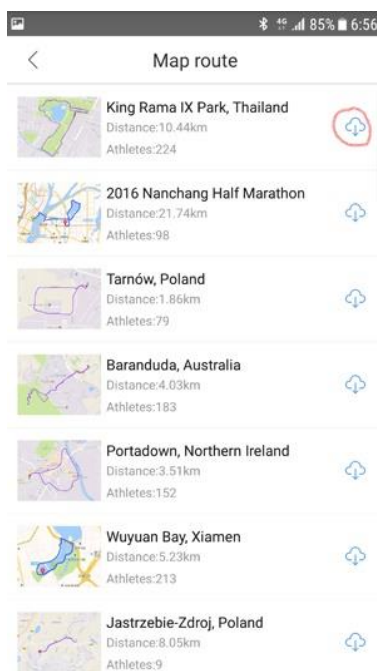 4G 85% 6:56
Map route
King Rama IX Park, Thailand
Distance:10.44km
Athletes:224
2016 Nanchang Half Marathon
Distance:21.74km
Athletes:98
Tarnów, Poland
Distance:1.86km
Athletes:79
Baranduda, Australia
Distance:4.03km
Athletes:183
Portadown, Northern Ireland
Distance:3.51km
Athletes:152
Wuyuan Bay, Xiamen
Distance:5.23km
Athletes:213
Jastrzebie-Zdroj, Poland
Distance:8.05km
Athletes:9